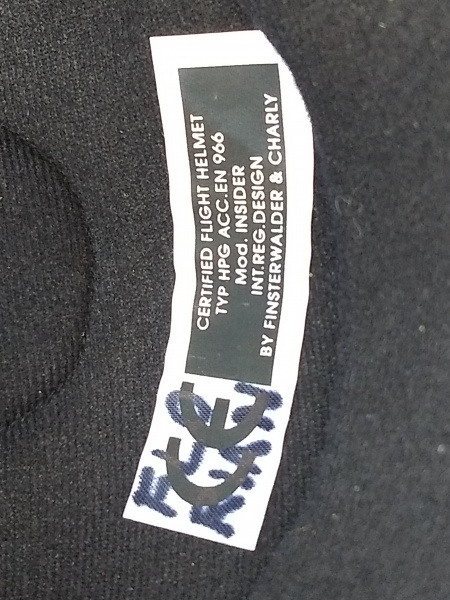 CERTIFIED FLIGHT HELMET
TYP HPG ACC.EN 966
Mod. INSIDER
INT.REG.DESIGN
BY FINSTERWALDER & CHARLY
CE